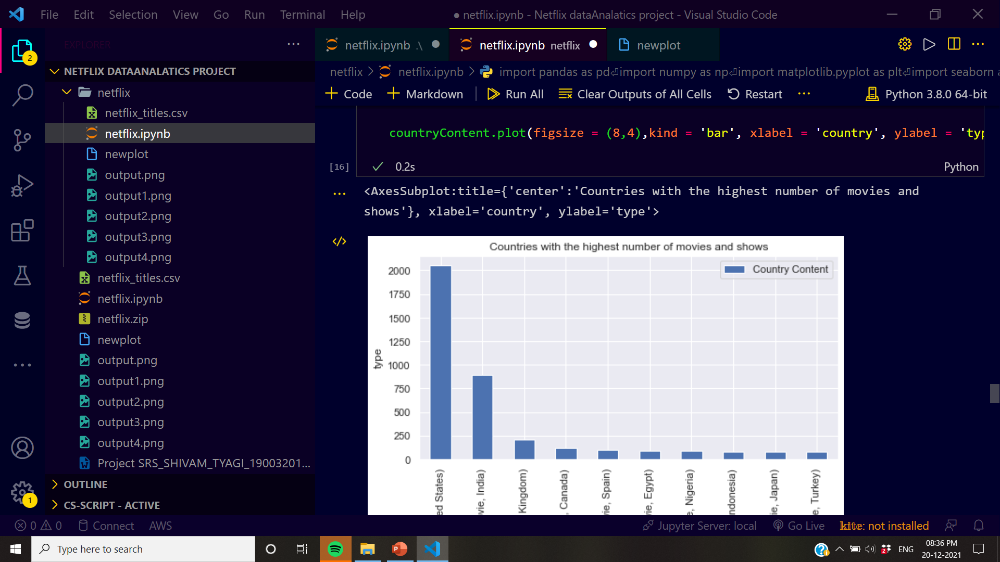 File Edit Selection View Go Run Terminal Help
● netflix.ipynb - Netflix dataAnalatics project - Visual Studio Code
EXPLORER
netflix.ipynb .\
netflix.ipynb netflix
newplot
2
NETFLIX DATAANALATICS PROJECT
netflix > netflix.ipynb > import pandas as pd⏎import numpy as np⏎import matplotlib.pyplot as plt⏎import seaborn a
netflix
netflix_titles.csv
netflix.ipynb
newplot
output.png
output1.png
output2.png
output3.png
output4.png
netflix_titles.csv
netflix.ipynb
netflix.zip
newplot
output.png
output1.png
output2.png
output3.png
output4.png
Project SRS_SHIVAM_TYAGI_19003201...
OUTLINE
CS-SCRIPT - ACTIVE
1
+ Code + Markdown Run All Clear Outputs of All Cells Restart ... Python 3.8.0 64-bit
countryContent.plot(figsize = (8,4),kind = 'bar', xlabel = 'country', ylabel = 'typ
[16] ✓ 0.2s Python
<AxesSubplot:title={'center':'Countries with the highest number of movies and
shows'}, xlabel='country', ylabel='type'>
</>
Countries with the highest number of movies and shows
Country Content
type
2000
1750
1500
1250
1000
750
500
250
0
ed States)
vie, India)
Kingdom)
, Canada)
vie, Spain)
vie, Egypt)
e, Nigeria)
ndonesia)
ie, Japan)
e, Turkey)
0 0 Connect AWS
Jupyter Server: local Go Live kite: not installed
Type here to search
ENG
08:36 PM
20-12-2021